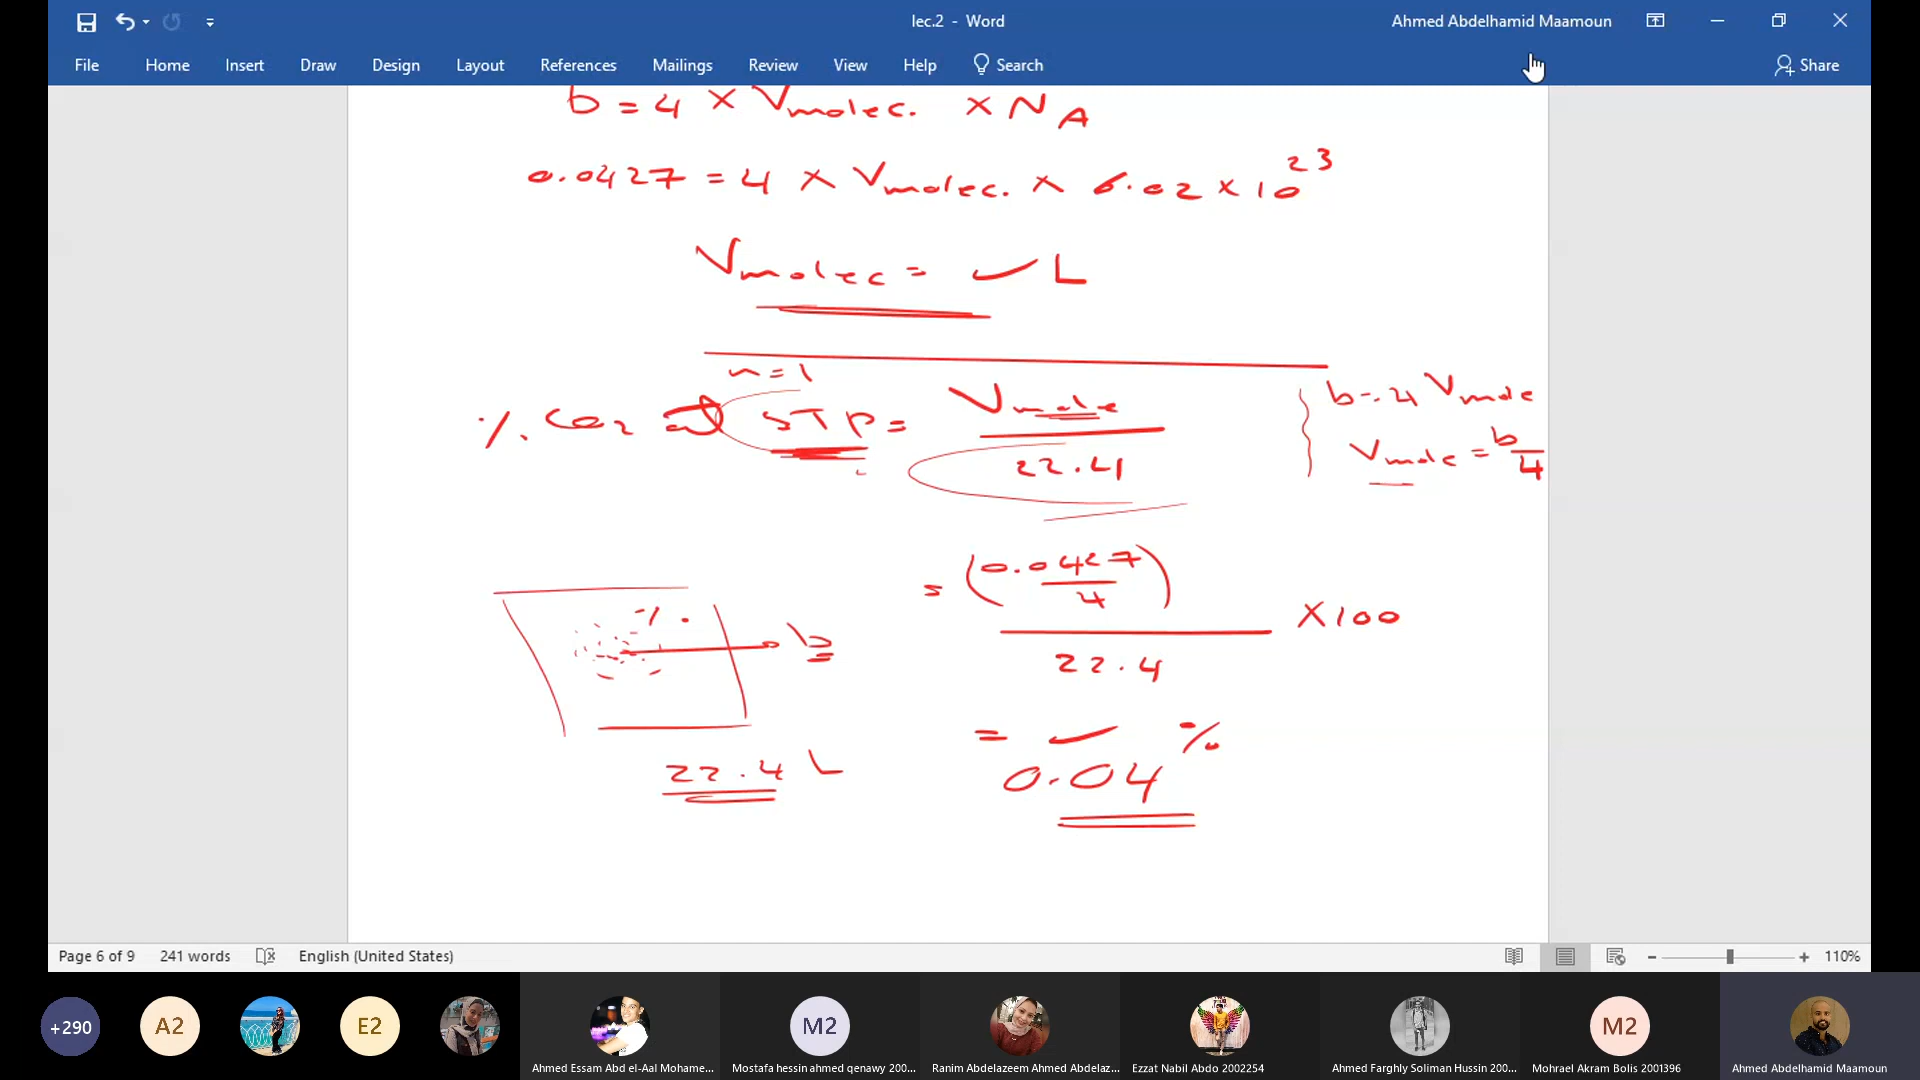 lec.2 - Word
Ahmed Abdelhamid Maamoun
File Home Insert Draw Design Layout References Mailings Review View Help Search Share
b = 4 × Vmolec. × NA
0.0427 = 4 × Vmolec. × 6.02 × 10^23
Vmolec = ✓ L
n = 1
%. CO2 at STP = Vmole / 22.4
b = 4 Vmole
Vmole = b/4
= (0.0427 / 4) / 22.4 × 100
%.
b
22.4 L
= ✓ %
0.04
Page 6 of 9 241 words English (United States) 110%
+290
A2
E2
M2
M2
Ahmed Essam Abd el-Aal Mohame...
Mostafa hessin ahmed qenawy 200...
Ranim Abdelazeem Ahmed Abdelaz...
Ezzat Nabil Abdo 2002254
Ahmed Farghly Soliman Hussin 200...
Mohrael Akram Bolis 2001396
Ahmed Abdelhamid Maamoun